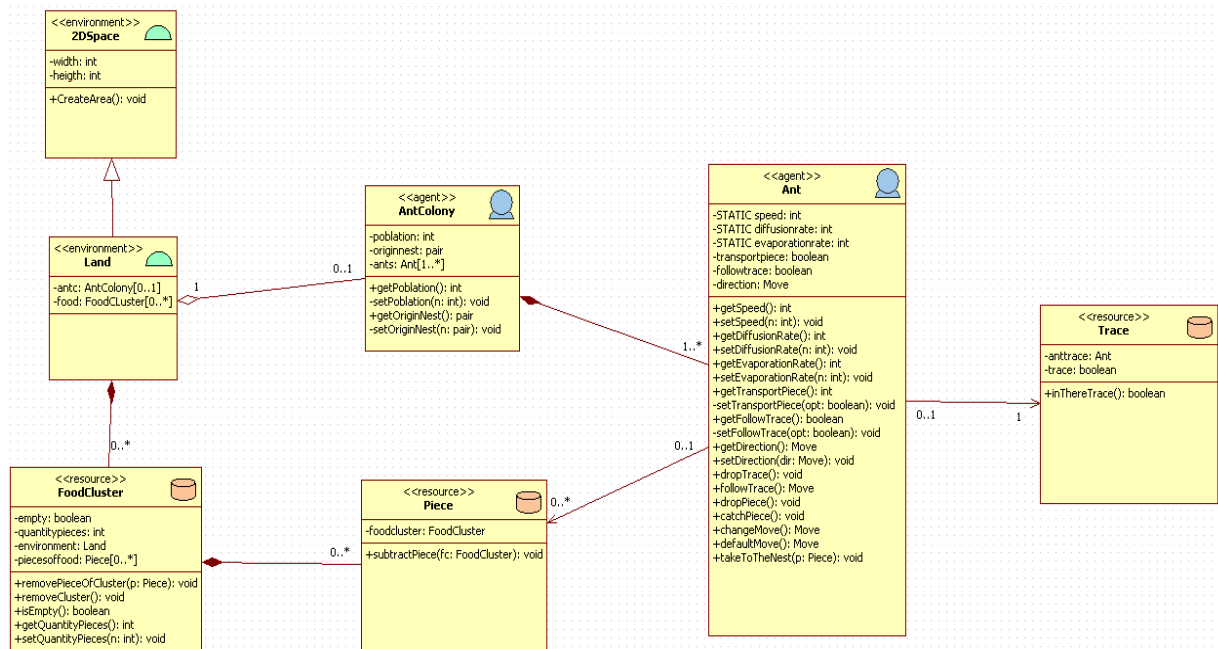 <<environment>>
2DSpace
-width: int
-heigth: int
+CreateArea(): void
<<environment>>
Land
-antc: AntColony[0..1]
-food: FoodCLuster[0..*]
1
0..1
0..*
<<agent>>
AntColony
-poblation: int
-originnest: pair
-ants: Ant[1..*]
+getPoblation(): int
-setPoblation(n: int): void
+getOriginNest(): pair
-setOriginNest(n: pair): void
1..*
<<agent>>
Ant
-STATIC speed: int
-STATIC diffusionrate: int
-STATIC evaporationrate: int
-transportpiece: boolean
-followtrace: boolean
-direction: Move
+getSpeed(): int
+setSpeed(n: int): void
+getDiffusionRate(): int
+setDiffusionRate(n: int): void
+getEvaporationRate(): int
+setEvaporationRate(n: int): void
+getTransportPiece(): int
-setTransportPiece(opt: boolean): void
+getFollowTrace(): boolean
-setFollowTrace(opt: boolean): void
+getDirection(): Move
+setDirection(dir: Move): void
+dropTrace(): void
+followTrace(): Move
+dropPiece(): void
+catchPiece(): void
+changeMove(): Move
+defaultMove(): Move
+takeToTheNest(p: Piece): void
0..1
1
<<resource>>
Trace
-anttrace: Ant
-trace: boolean
+inThereTrace(): boolean
0..1
0..*
<<resource>>
FoodCluster
-empty: boolean
-quantitypieces: int
-environment: Land
-piecesoffood: Piece[0..*]
+removePieceOfCluster(p: Piece): void
+removeCluster(): void
+isEmpty(): boolean
+getQuantityPieces(): int
+setQuantityPieces(n: int): void
0..*
<<resource>>
Piece
-foodcluster: FoodCluster
+subtractPiece(fc: FoodCluster): void